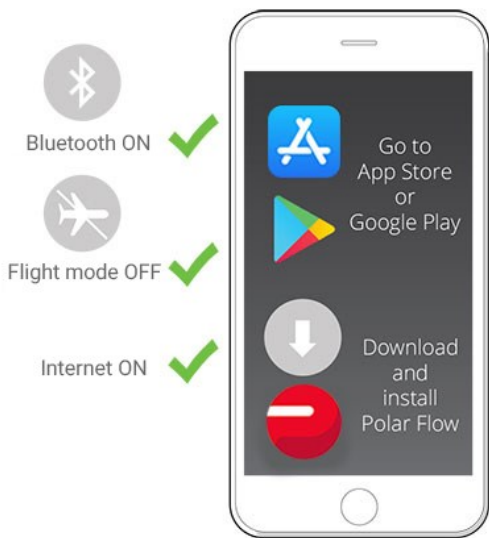 Bluetooth ON
Flight mode OFF
Internet ON
Go to
App Store
or
Google Play
Download
and
install
Polar Flow